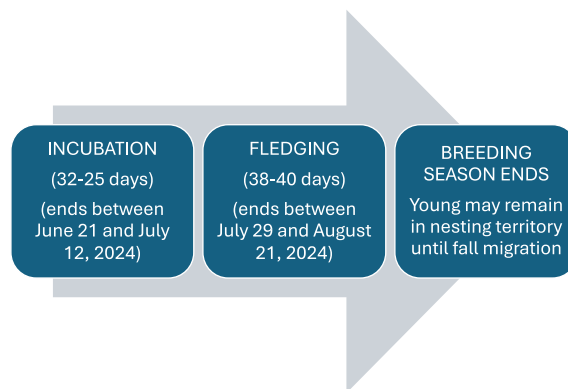 INCUBATION
(32-25 days)
(ends between
June 21 and July
12, 2024)
FLEDGING
(38-40 days)
(ends between
July 29 and August
21, 2024)
BREEDING
SEASON ENDS
Young may remain
in nesting territory
until fall migration